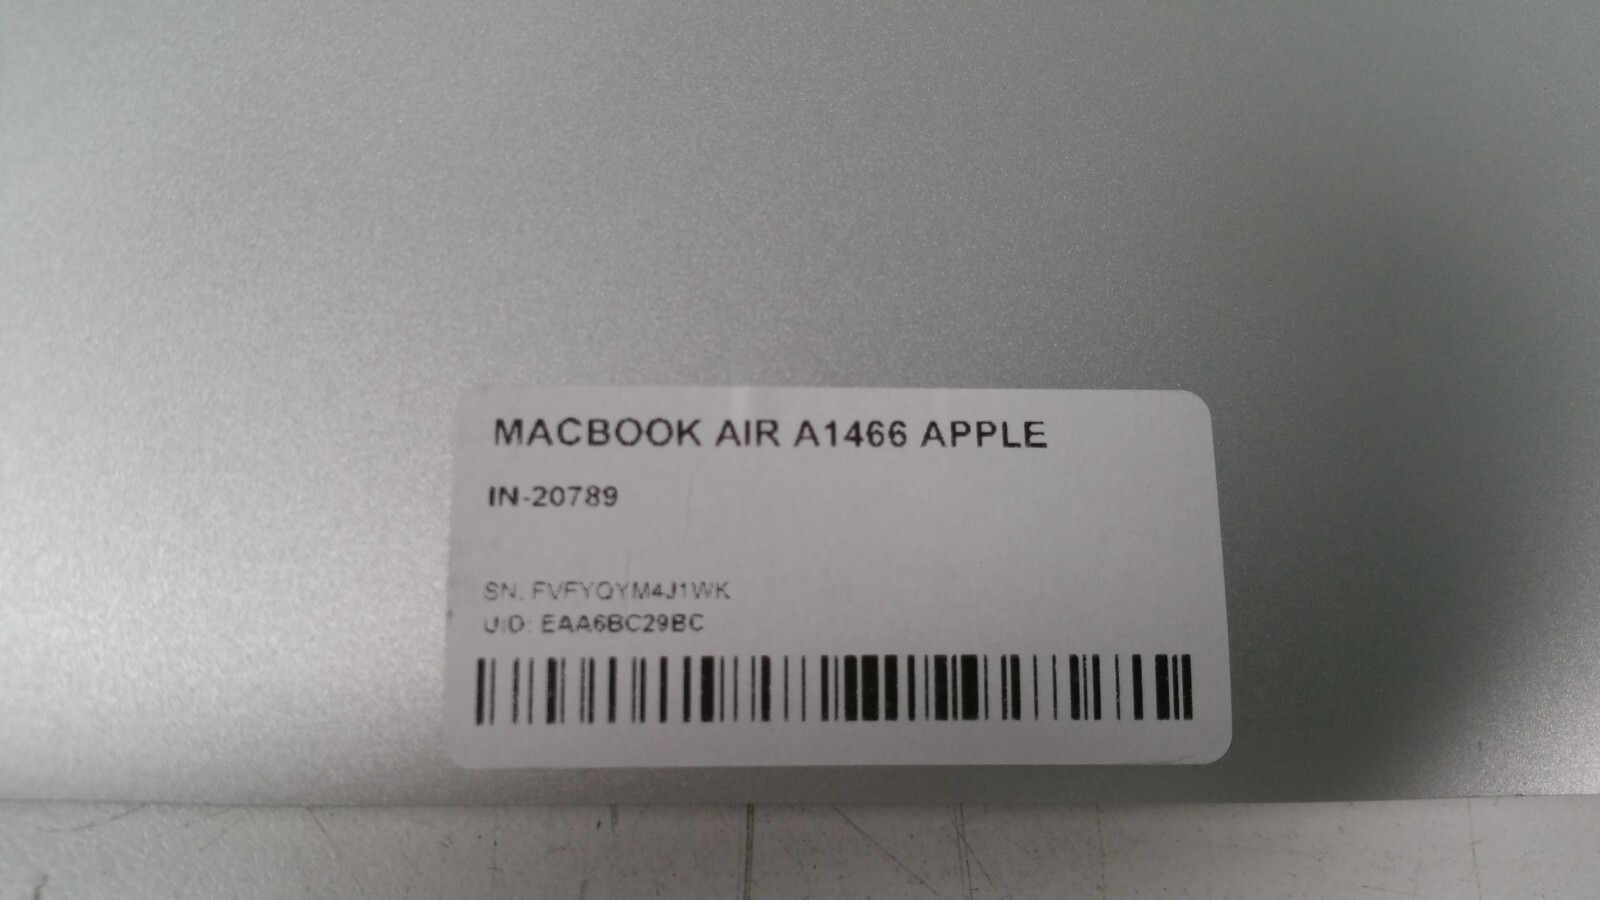 MACBOOK AIR A1466 APPLE
IN-20789
SN: FVFYQYM4J1WK
UID: EAA6BC29BC